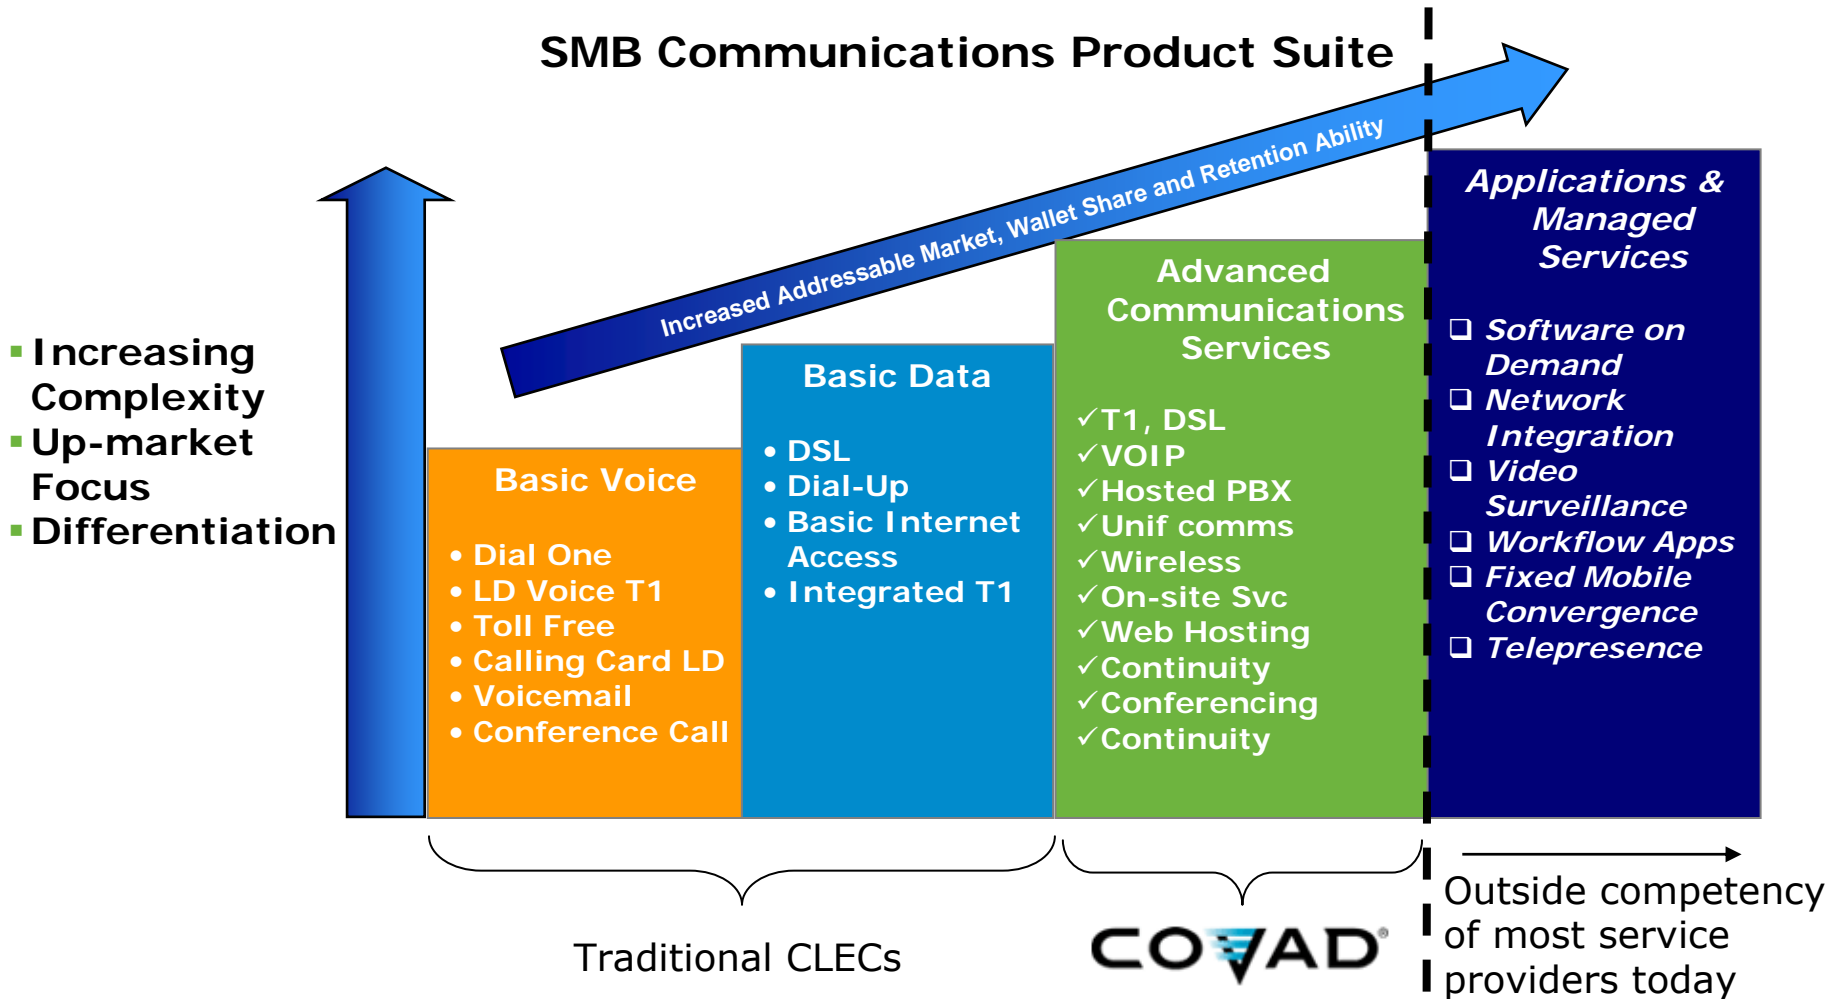 SMB Communications Product Suite
Increased Addressable Market, Wallet Share and Retention Ability
Increasing
Complexity
Up-market
Focus
Differentiation
Basic Voice
Dial One
LD Voice T1
Toll Free
Calling Card LD
Voicemail
Conference Call
Basic Data
DSL
Dial-Up
Basic Internet
Access
Integrated T1
Advanced
Communications
Services
T1, DSL
VOIP
Hosted PBX
Unif comms
Wireless
On-site Svc
Web Hosting
Continuity
Conferencing
Continuity
Applications &
Managed
Services
Software on
Demand
Network
Integration
Video
Surveillance
Workflow Apps
Fixed Mobile
Convergence
Telepresence
Traditional CLECs
COVAD®
Outside competency
of most service
providers today